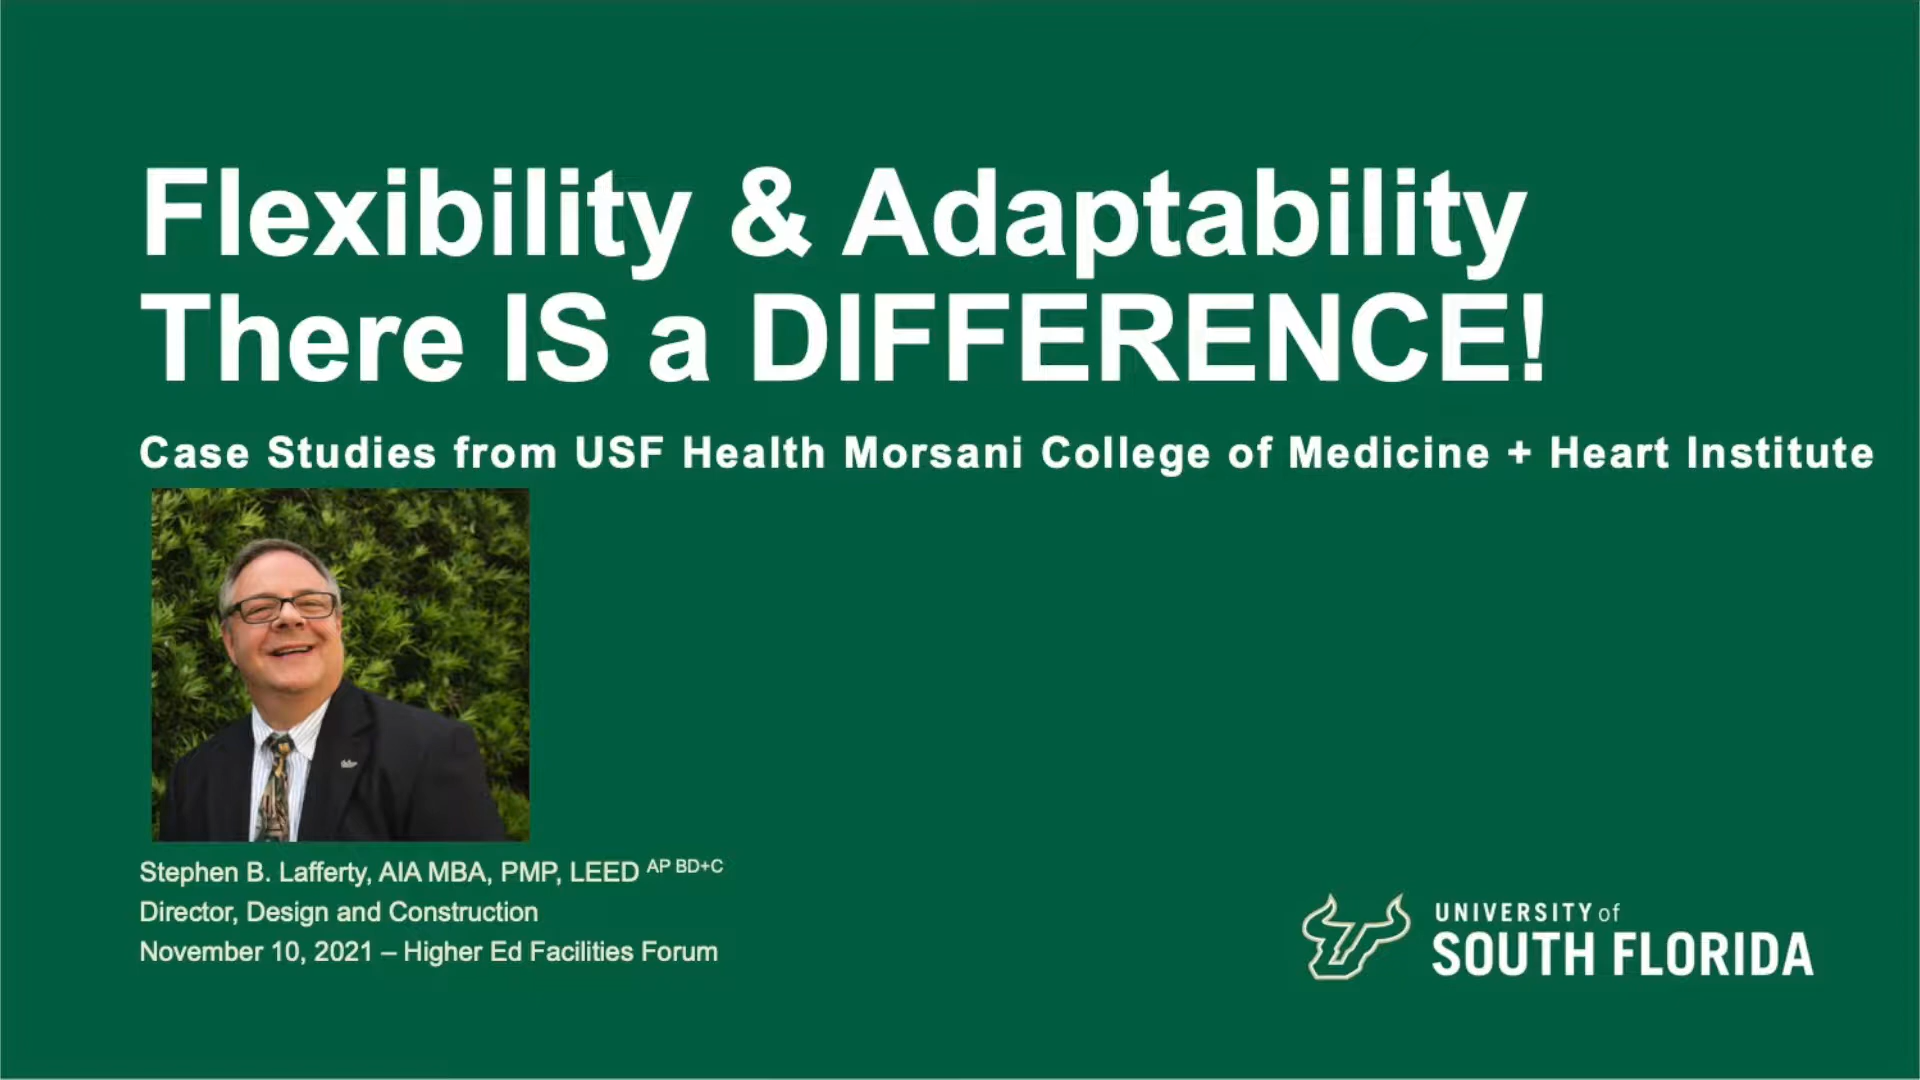 Flexibility & Adaptability
There IS a DIFFERENCE!
Case Studies from USF Health Morsani College of Medicine + Heart Institute
Stephen B. Lafferty, AIA MBA, PMP, LEED AP BD+C
Director, Design and Construction
November 10, 2021 – Higher Ed Facilities Forum
UNIVERSITY of
SOUTH FLORIDA